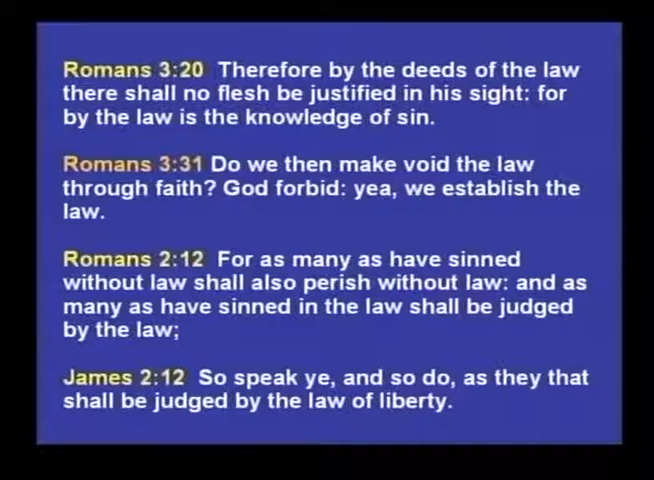 Romans 3:20 Therefore by the deeds of the law
there shall no flesh be justified in his sight: for
by the law is the knowledge of sin.
Romans 3:31 Do we then make void the law
through faith? God forbid: yea, we establish the
law.
Romans 2:12 For as many as have sinned
without law shall also perish without law: and as
many as have sinned in the law shall be judged
by the law;
James 2:12 So speak ye, and so do, as they that
shall be judged by the law of liberty.